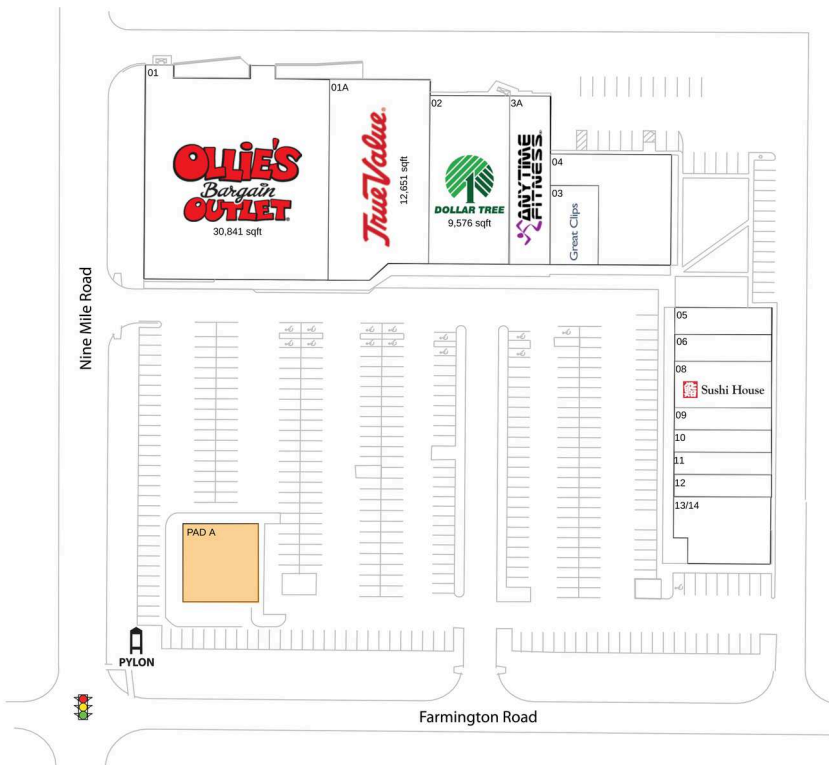 01
OLLIE'S
Bargain
OUTLET®
30,841 sqft
01A
True Value®
12,651 sqft
02
DOLLAR TREE
9,576 sqft
3A
ANYTIME
FITNESS®
04
03
Great Clips
05
06
08
Sushi House
09
10
11
12
13/14
Nine Mile Road
PAD A
PYLON
Farmington Road